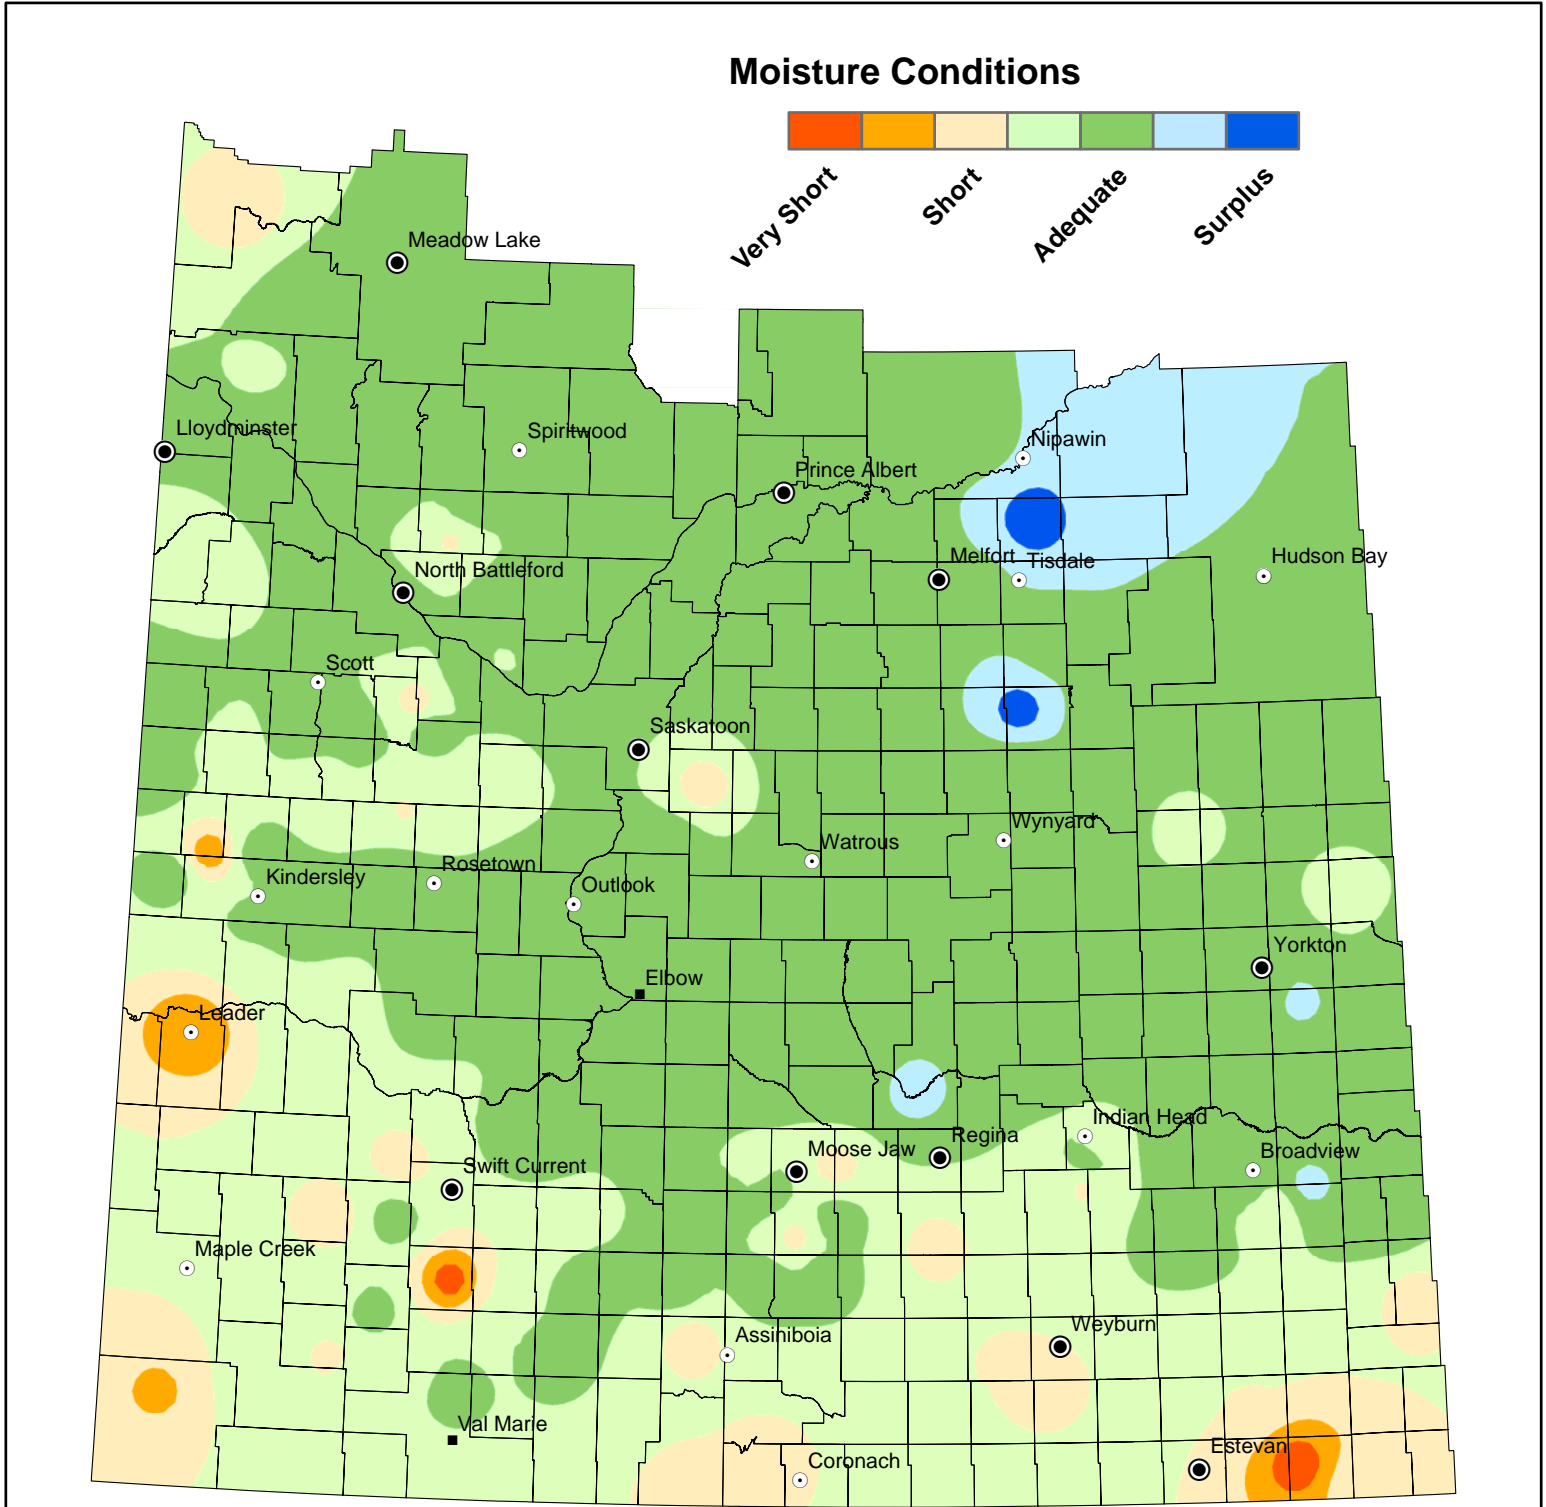 Moisture Conditions
Very Short
Short
Adequate
Surplus
Meadow Lake
Lloydminster
Spiritwood
Nipawin
Prince Albert
Melfort
Tisdale
Hudson Bay
North Battleford
Scott
Saskatoon
Wynyard
Watrous
Rosetown
Kindersley
Outlook
Yorkton
Elbow
Leader
Indian Head
Regina
Moose Jaw
Broadview
Swift Current
Maple Creek
Weyburn
Assiniboia
Val Marie
Estevan
Coronach